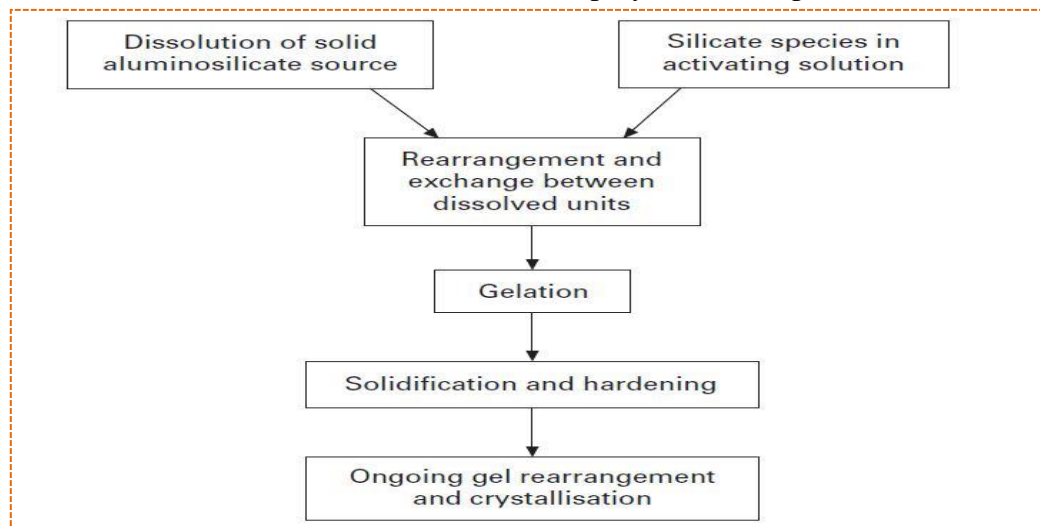 Dissolution of solid
aluminosilicate source
Silicate species in
activating solution
Rearrangement and
exchange between
dissolved units
Gelation
Solidification and hardening
Ongoing gel rearrangement
and crystallisation